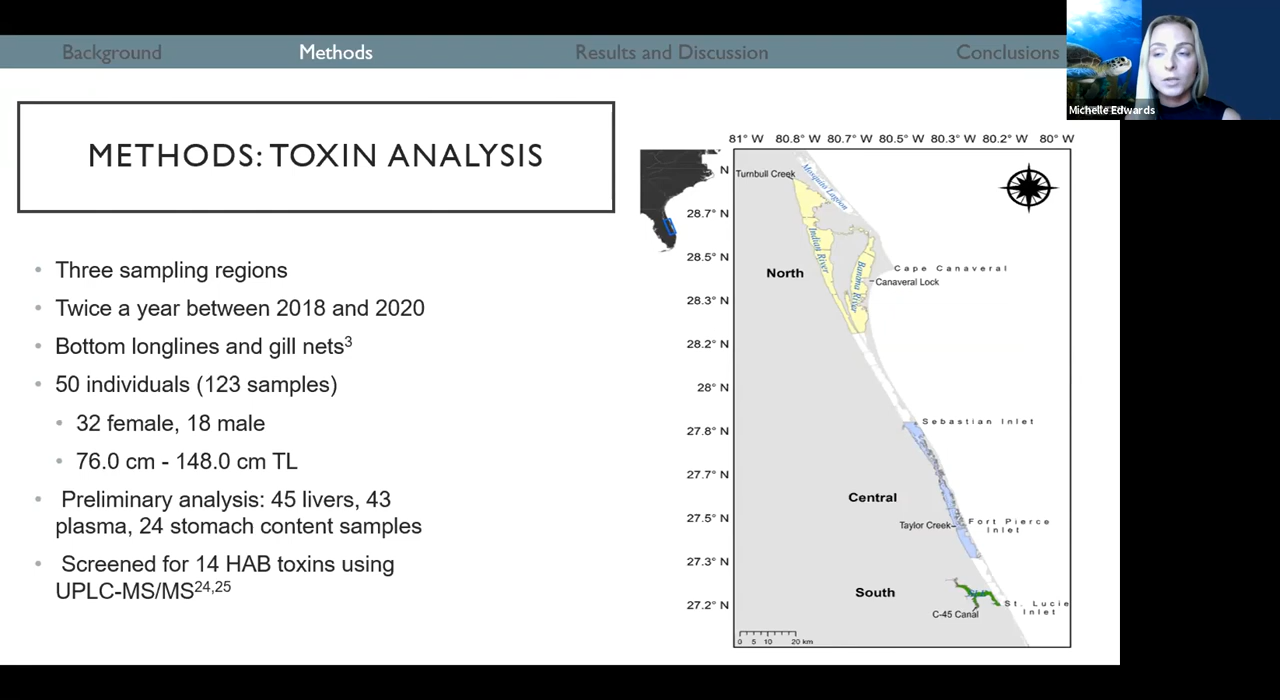 Background Methods Results and Discussion Conclusions
Michelle Edwards
METHODS: TOXIN ANALYSIS
• Three sampling regions
• Twice a year between 2018 and 2020
• Bottom longlines and gill nets3
• 50 individuals (123 samples)
• 32 female, 18 male
• 76.0 cm - 148.0 cm TL
• Preliminary analysis: 45 livers, 43
plasma, 24 stomach content samples
• Screened for 14 HAB toxins using
UPLC-MS/MS24,25
81° W 80.8° W 80.7° W 80.5° W 80.3° W 80.2° W 80° W
N
28.7° N
28.5° N
28.3° N
28.2° N
28° N
27.8° N
27.7° N
27.5° N
27.3° N
27.2° N
Turnbull Creek
Mosquito Lagoon
Indian River
Banana River
North
Cape Canaveral
Canaveral Lock
Sebastian Inlet
Central
Taylor Creek
Fort Pierce
Inlet
South
St. Lucie
Inlet
C-45 Canal
0 5 10 20 km